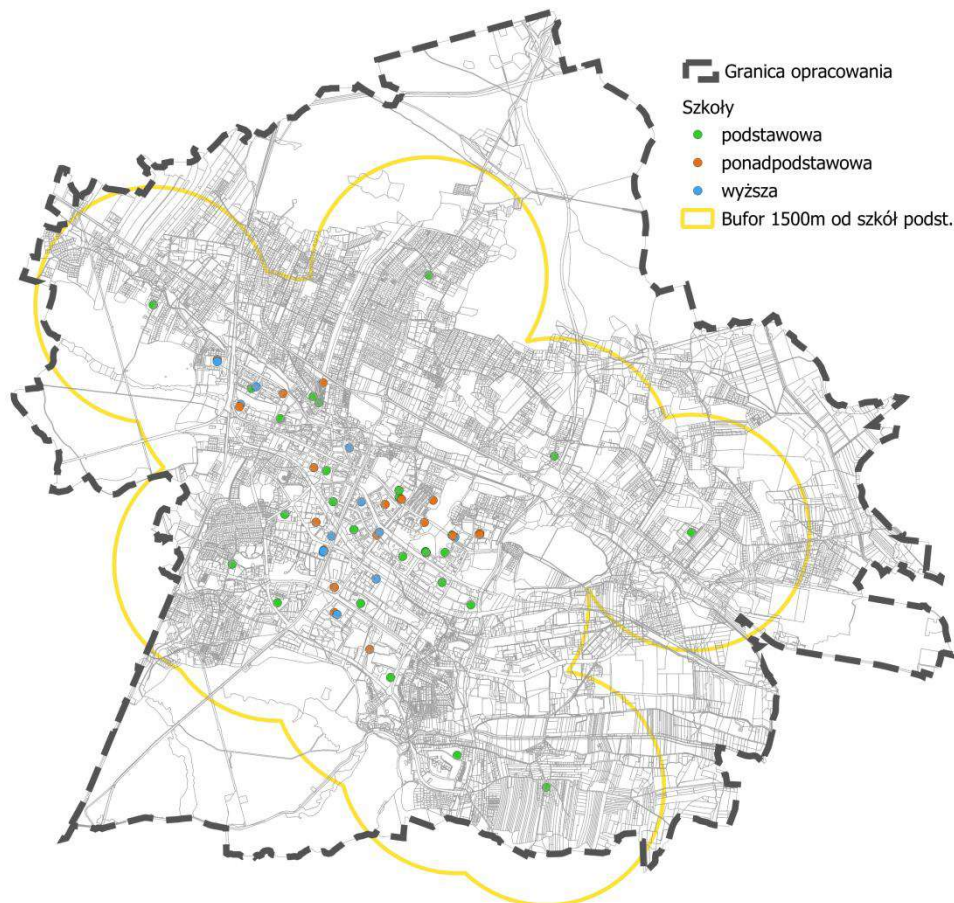 Granica opracowania
Szkoły
podstawowa
ponadpodstawowa
wyższa
Bufor 1500m od szkół podst.